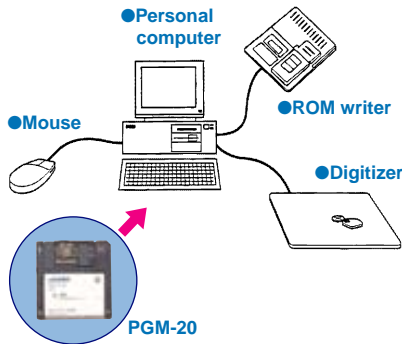 ●Personal
computer
●ROM writer
●Mouse
●Digitizer
PGM-20